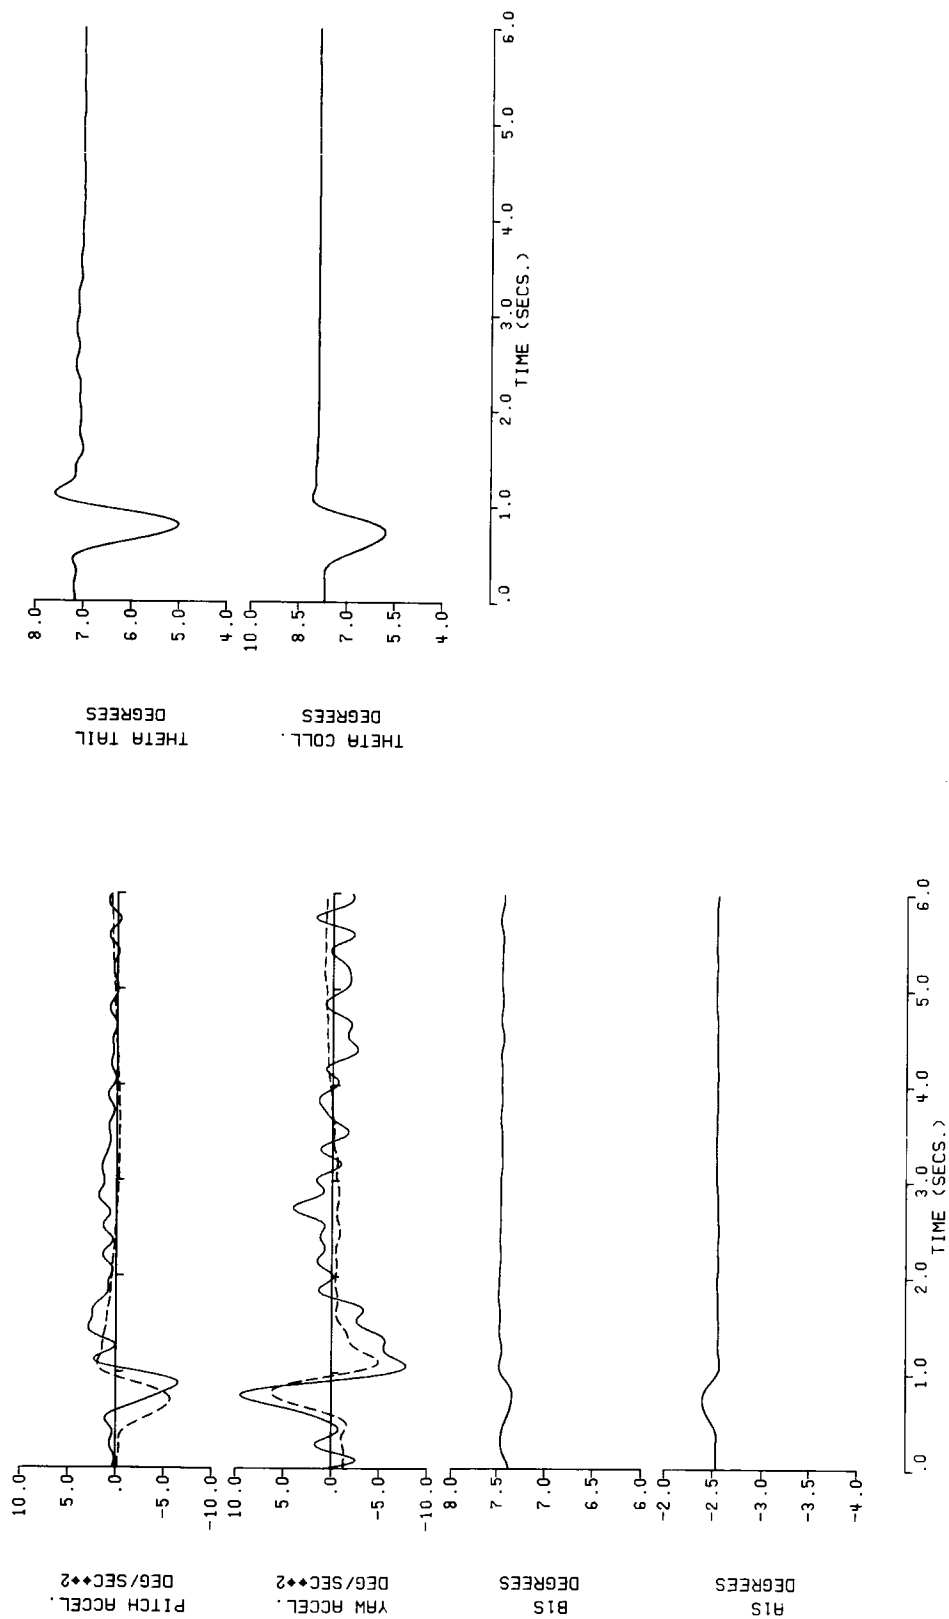 PITCH ACCEL.
DEG/SEC**2
10.0
5.0
.0
-5.0
-10.0
YAW ACCEL.
DEG/SEC**2
10.0
5.0
.0
-5.0
-10.0
B1S
DEGREES
8.0
7.5
7.0
6.5
6.0
A1S
DEGREES
-2.0
-2.5
-3.0
-3.5
-4.0
.0 1.0 2.0 3.0 4.0 5.0 6.0
TIME (SECS.)
THETA TAIL
DEGREES
8.0
7.0
6.0
5.0
4.0
THETA COLL.
DEGREES
10.0
8.5
7.0
5.5
4.0
.0 1.0 2.0 3.0 4.0 5.0 6.0
TIME (SECS.)